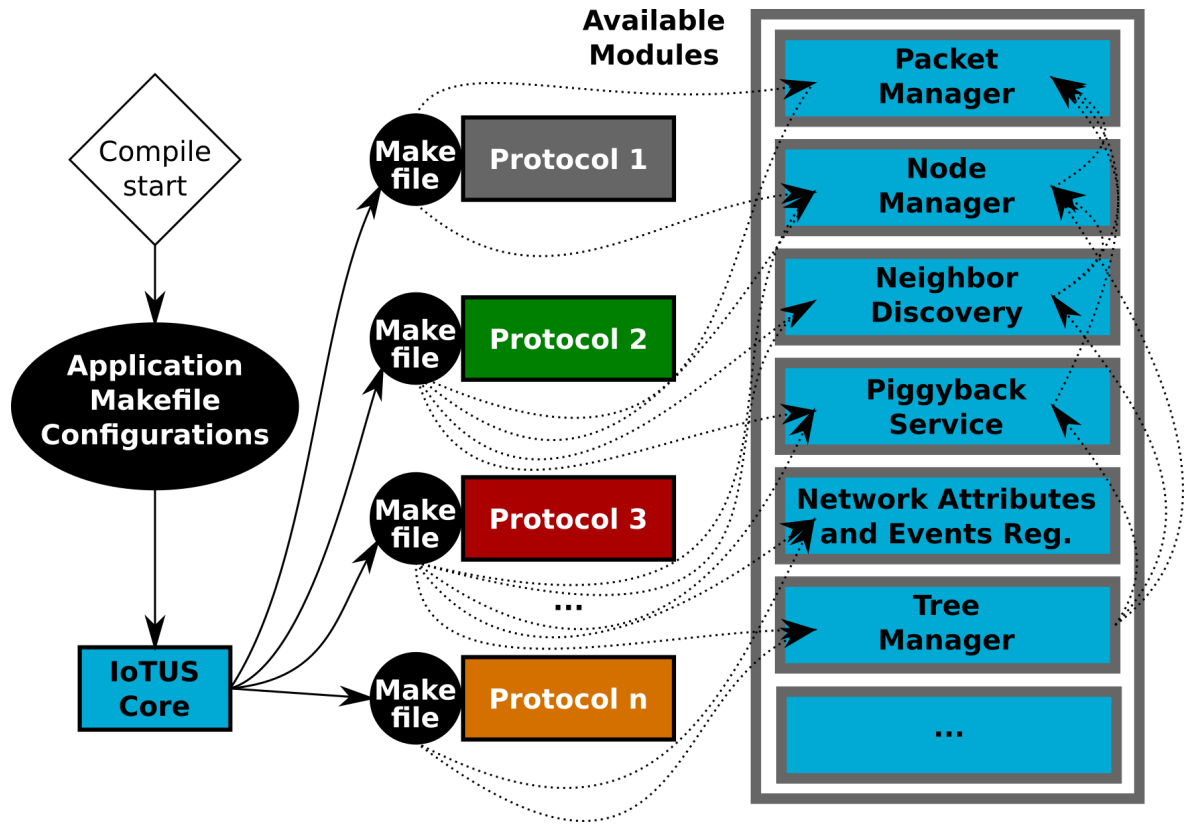 Available
Modules
Compile
start
Application
Makefile
Configurations
IoTUS
Core
Make
file
Protocol 1
Make
file
Protocol 2
Make
file
Protocol 3
...
Make
file
Protocol n
Packet
Manager
Node
Manager
Neighbor
Discovery
Piggyback
Service
Network Attributes
and Events Reg.
Tree
Manager
...